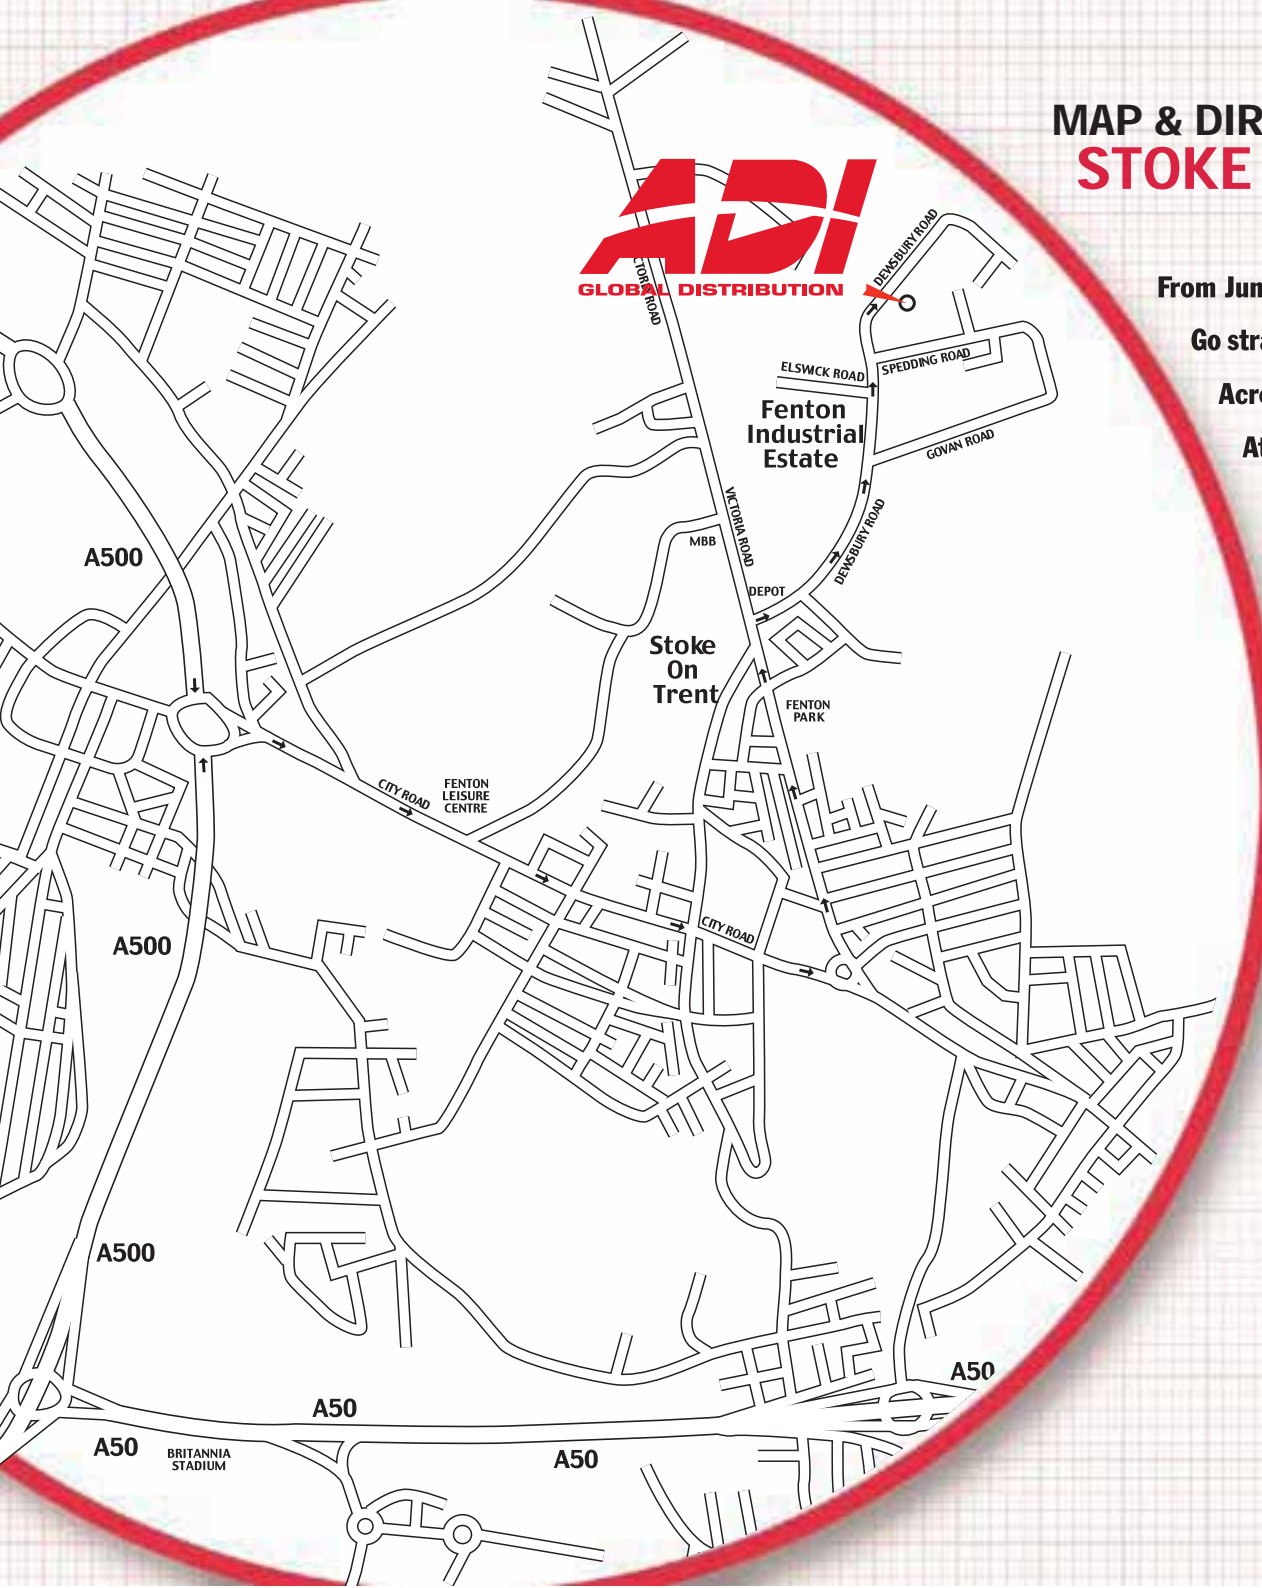 MAP & DIR
STOKE
From Jun
Go stra
Acro
At
ADI
GLOBAL DISTRIBUTION
VICTORIA ROAD
DEWSBURY ROAD
ELSWICK ROAD
SPEDDING ROAD
Fenton
Industrial
Estate
GOVAN ROAD
VICTORIA ROAD
MBB
DEWSBURY ROAD
DEPOT
A500
Stoke
On
Trent
FENTON
PARK
CITY ROAD
FENTON
LEISURE
CENTRE
CITY ROAD
A500
A500
A50
A50
A50
BRITANNIA
STADIUM
A50